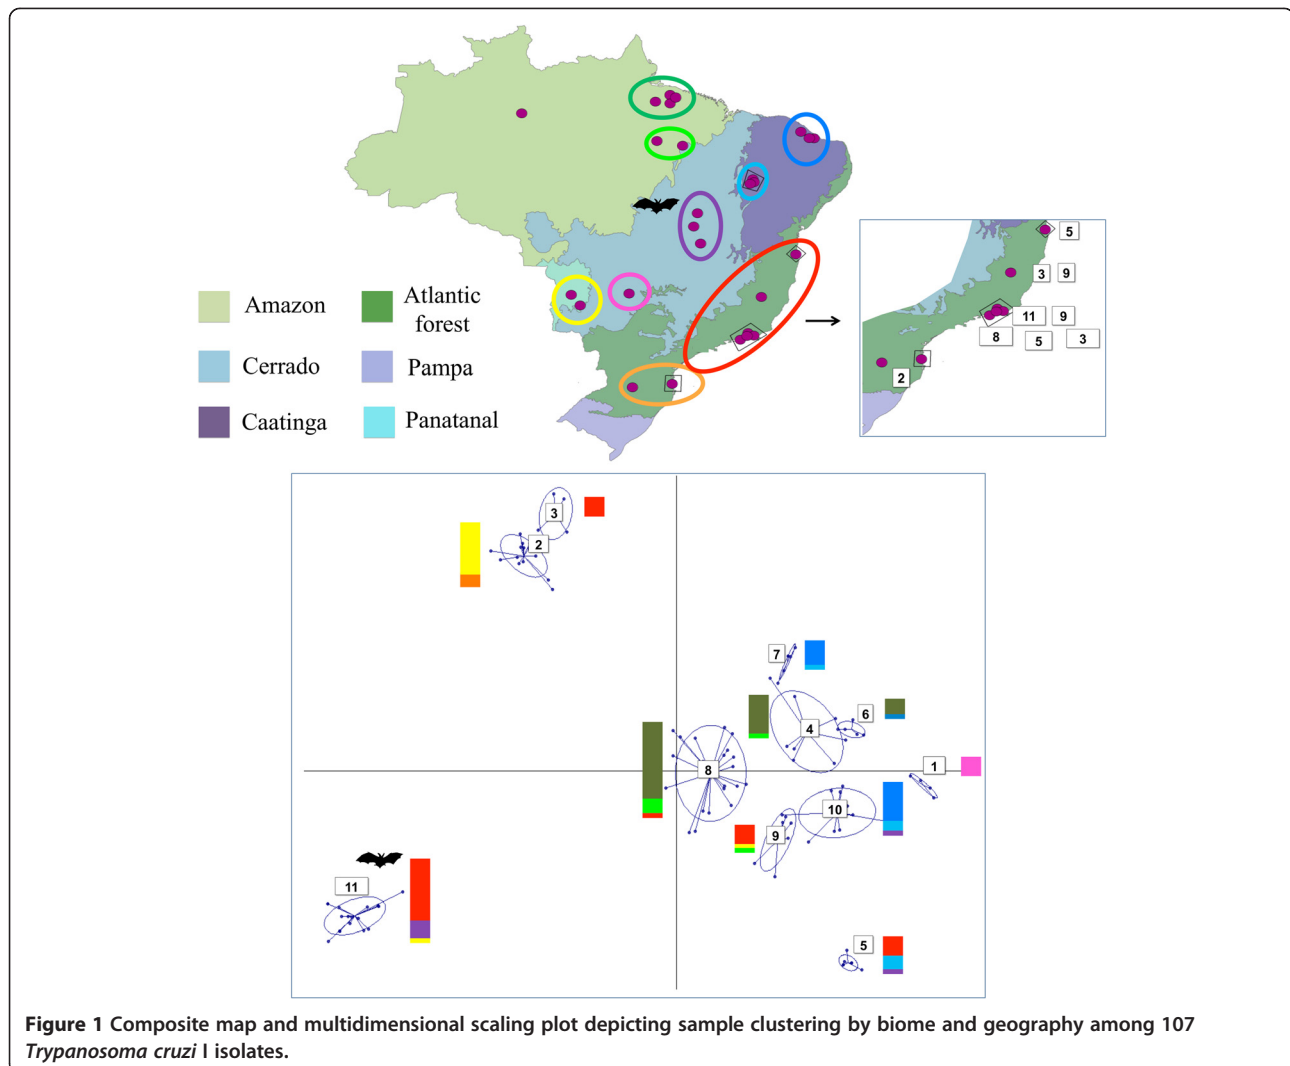 Amazon
Atlantic
forest
Cerrado
Pampa
Caatinga
Panatanal
5
3 9
11 9
8 5 3
2
3
2
7
6
4
1
8
10
9
11
5
Figure 1 Composite map and multidimensional scaling plot depicting sample clustering by biome and geography among 107
Trypanosoma cruzi I isolates.